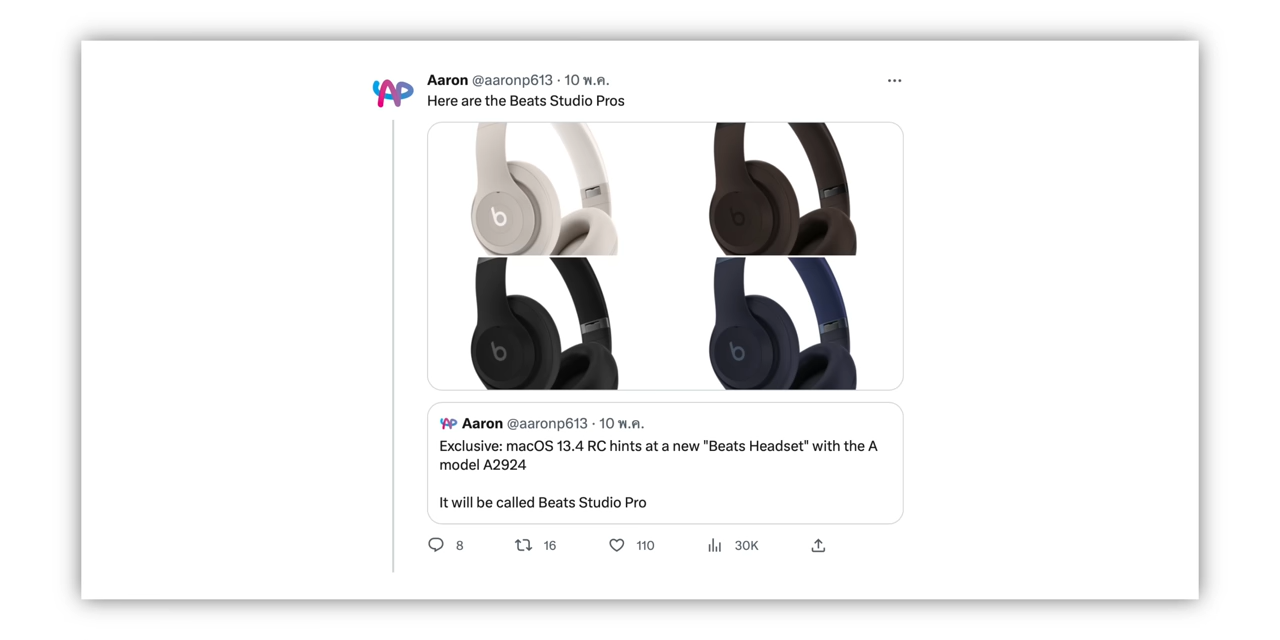 Aaron @aaronp613 · 10 พ.ค.
Here are the Beats Studio Pros
Aaron @aaronp613 · 10 พ.ค.
Exclusive: macOS 13.4 RC hints at a new "Beats Headset" with the A
model A2924
It will be called Beats Studio Pro
8 16 110 30K